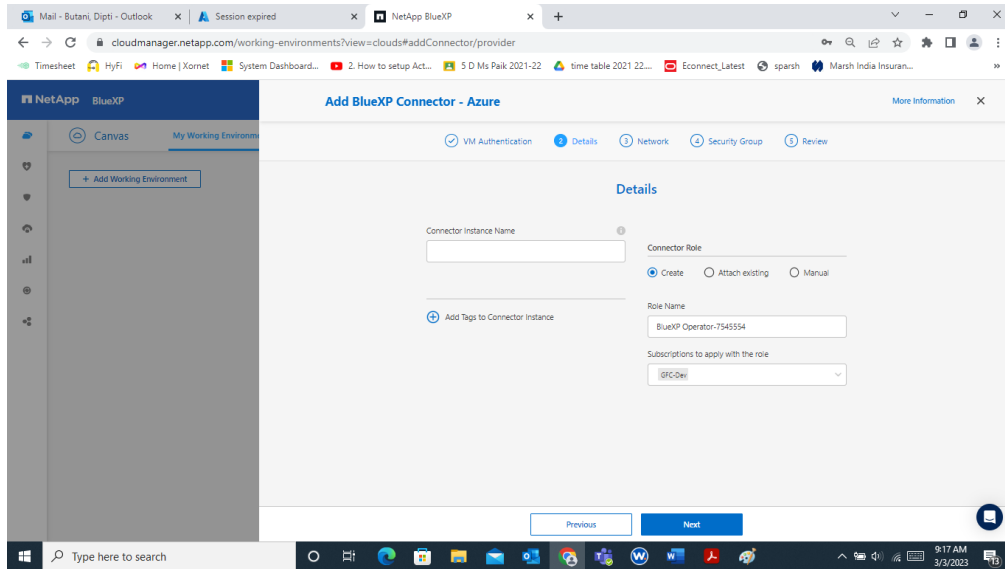 Mail - Butani, Dipti - Outlook
Session expired
NetApp BlueXP
cloudmanager.netapp.com/working-environments?view=clouds#addConnector/provider
Timesheet HyFi Home | Xornet System Dashboard... 2. How to setup Act... 5 D Ms Paik 2021-22 time table 2021 22.... Econnect_Latest sparsh Marsh India Insuran... »
NetApp BlueXP
Add BlueXP Connector - Azure
More Information
Canvas
My Working Environme
VM Authentication
2 Details
3 Network
4 Security Group
5 Review
+ Add Working Environment
Details
Connector Instance Name
Connector Role
Create
Attach existing
Manual
Add Tags to Connector Instance
Role Name
BlueXP Operator-7545554
Subscriptions to apply with the role
GFC-Dev
Previous
Next
Type here to search
9:17 AM
3/3/2023
13